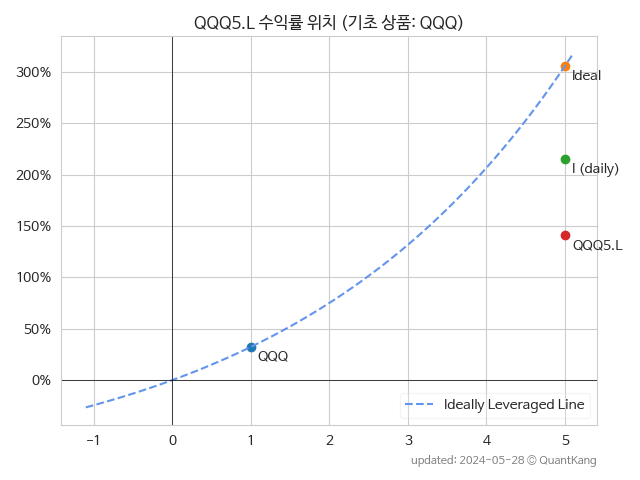 QQQ5.L 수익률 위치 (기초 상품: QQQ)
300%
250%
200%
150%
100%
50%
0%
Ideal
I (daily)
QQQ5.L
QQQ
Ideally Leveraged Line
-1
0
1
2
3
4
5
updated: 2024-05-28 © QuantKang